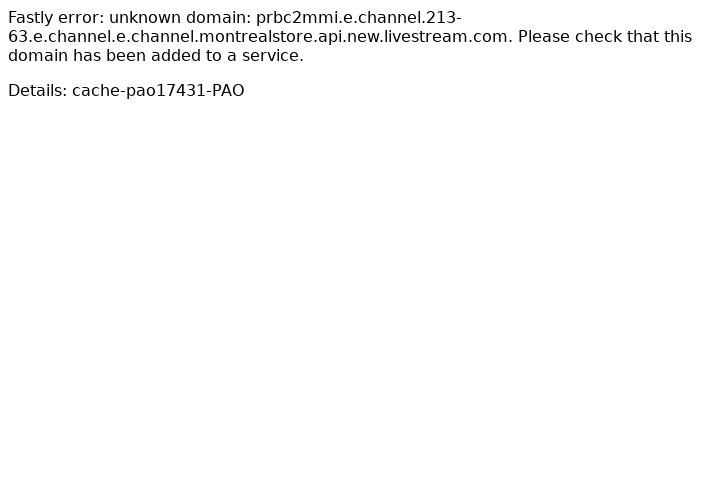 Fastly error: unknown domain: prbc2mmi.e.channel.213-
63.e.channel.e.channel.montrealstore.api.new.livestream.com. Please check that this
domain has been added to a service.
Details: cache-pao17431-PAO